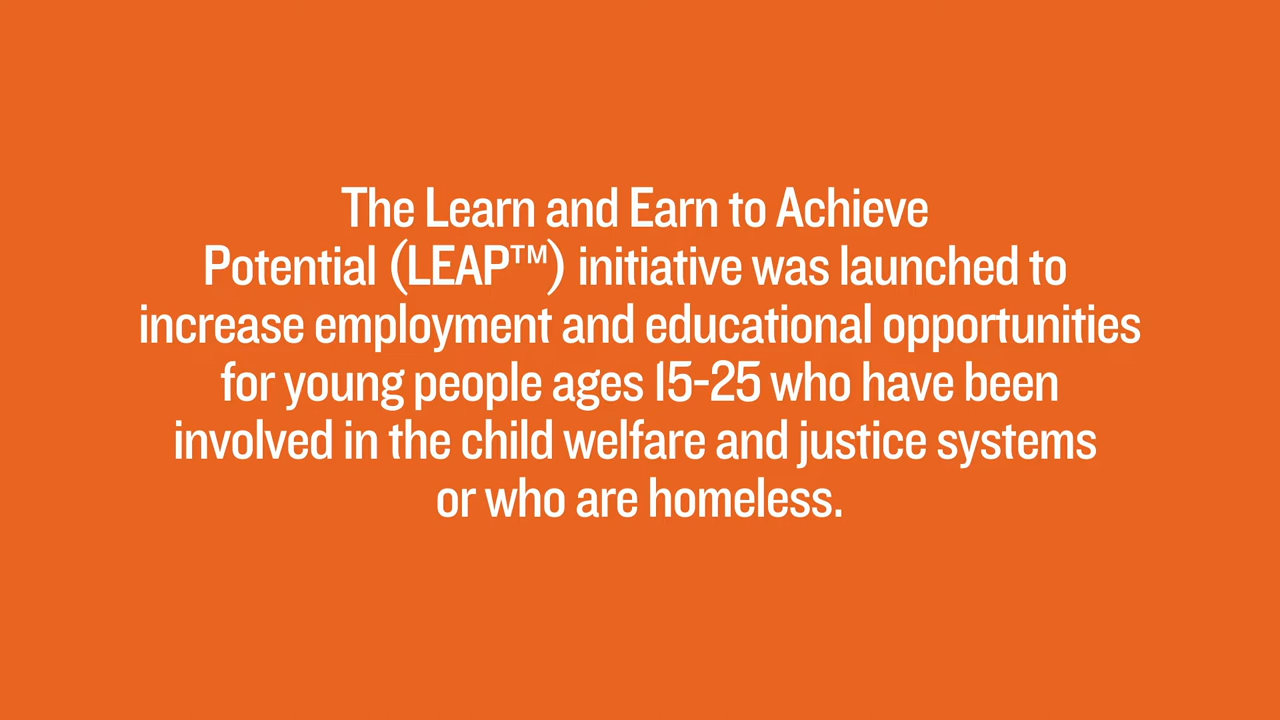 The Learn and Earn to Achieve
Potential (LEAP™) initiative was launched to
increase employment and educational opportunities
for young people ages 15-25 who have been
involved in the child welfare and justice systems
or who are homeless.